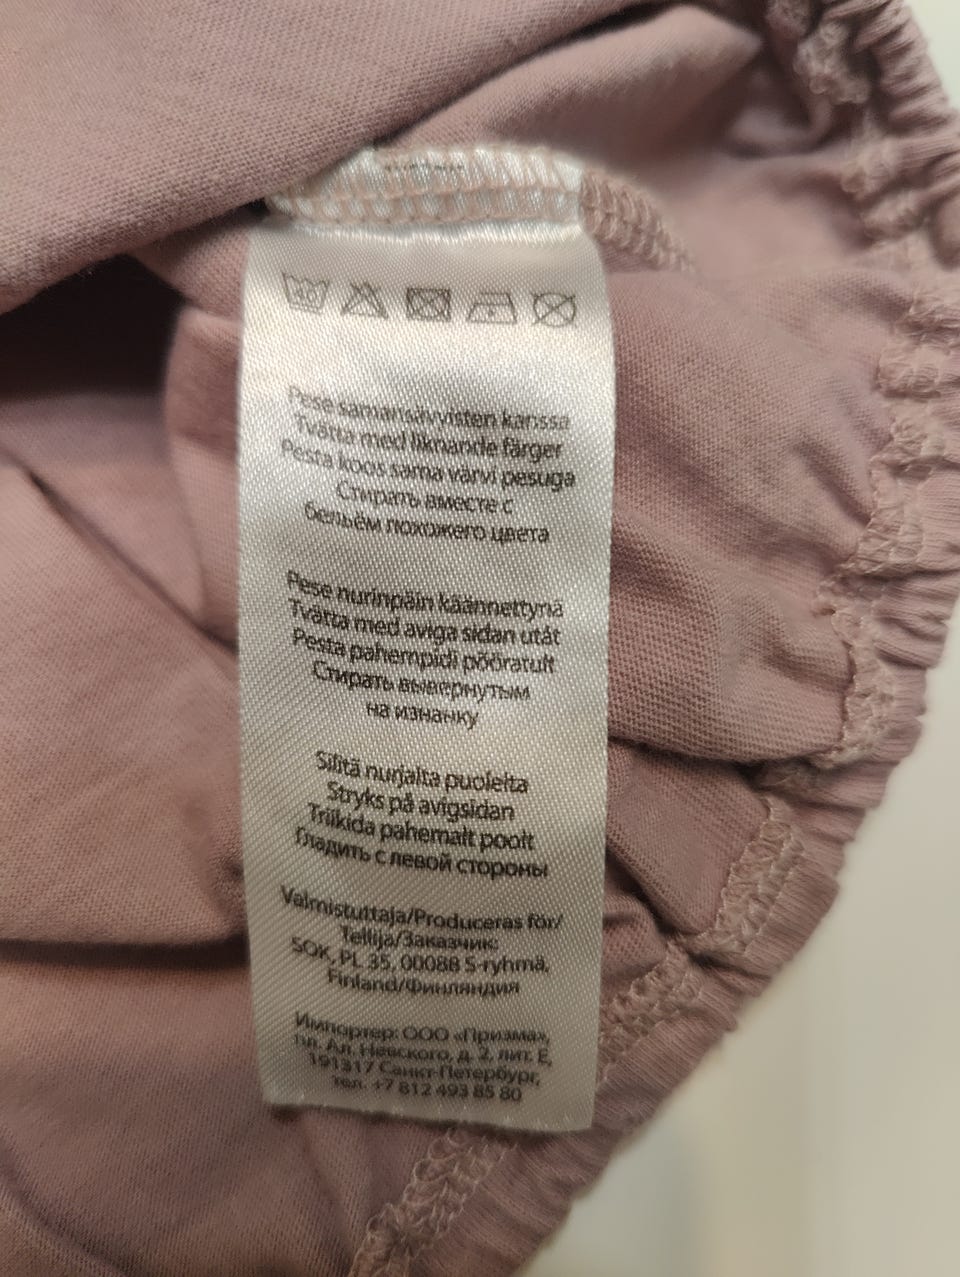 40
Pese samansävyisten kanssa
Tvätta med liknande färger
Pesta koos sama värvi pesuga
Стирать вместе с
бельём похожего цвета
Pese nurinpäin käännettynä
Tvätta med aviga sidan utåt
Pesta pahempidi pööratult
Стирать вывернутым
на изнанку
Silitä nurjalta puolelta
Stryks på avigsidan
Triikida pahemalt poolt
Гладить с левой стороны
Valmistuttaja/Produceras för/
Tellija/Заказчик:
SOK, PL 35, 00088 S-ryhmä,
Finland/Финляндия
Импортер: ООО «Призма»,
пл. Ал. Невского, д. 2, лит. Е,
191317 Санкт-Петербург,
тел. +7 812 493 85 80